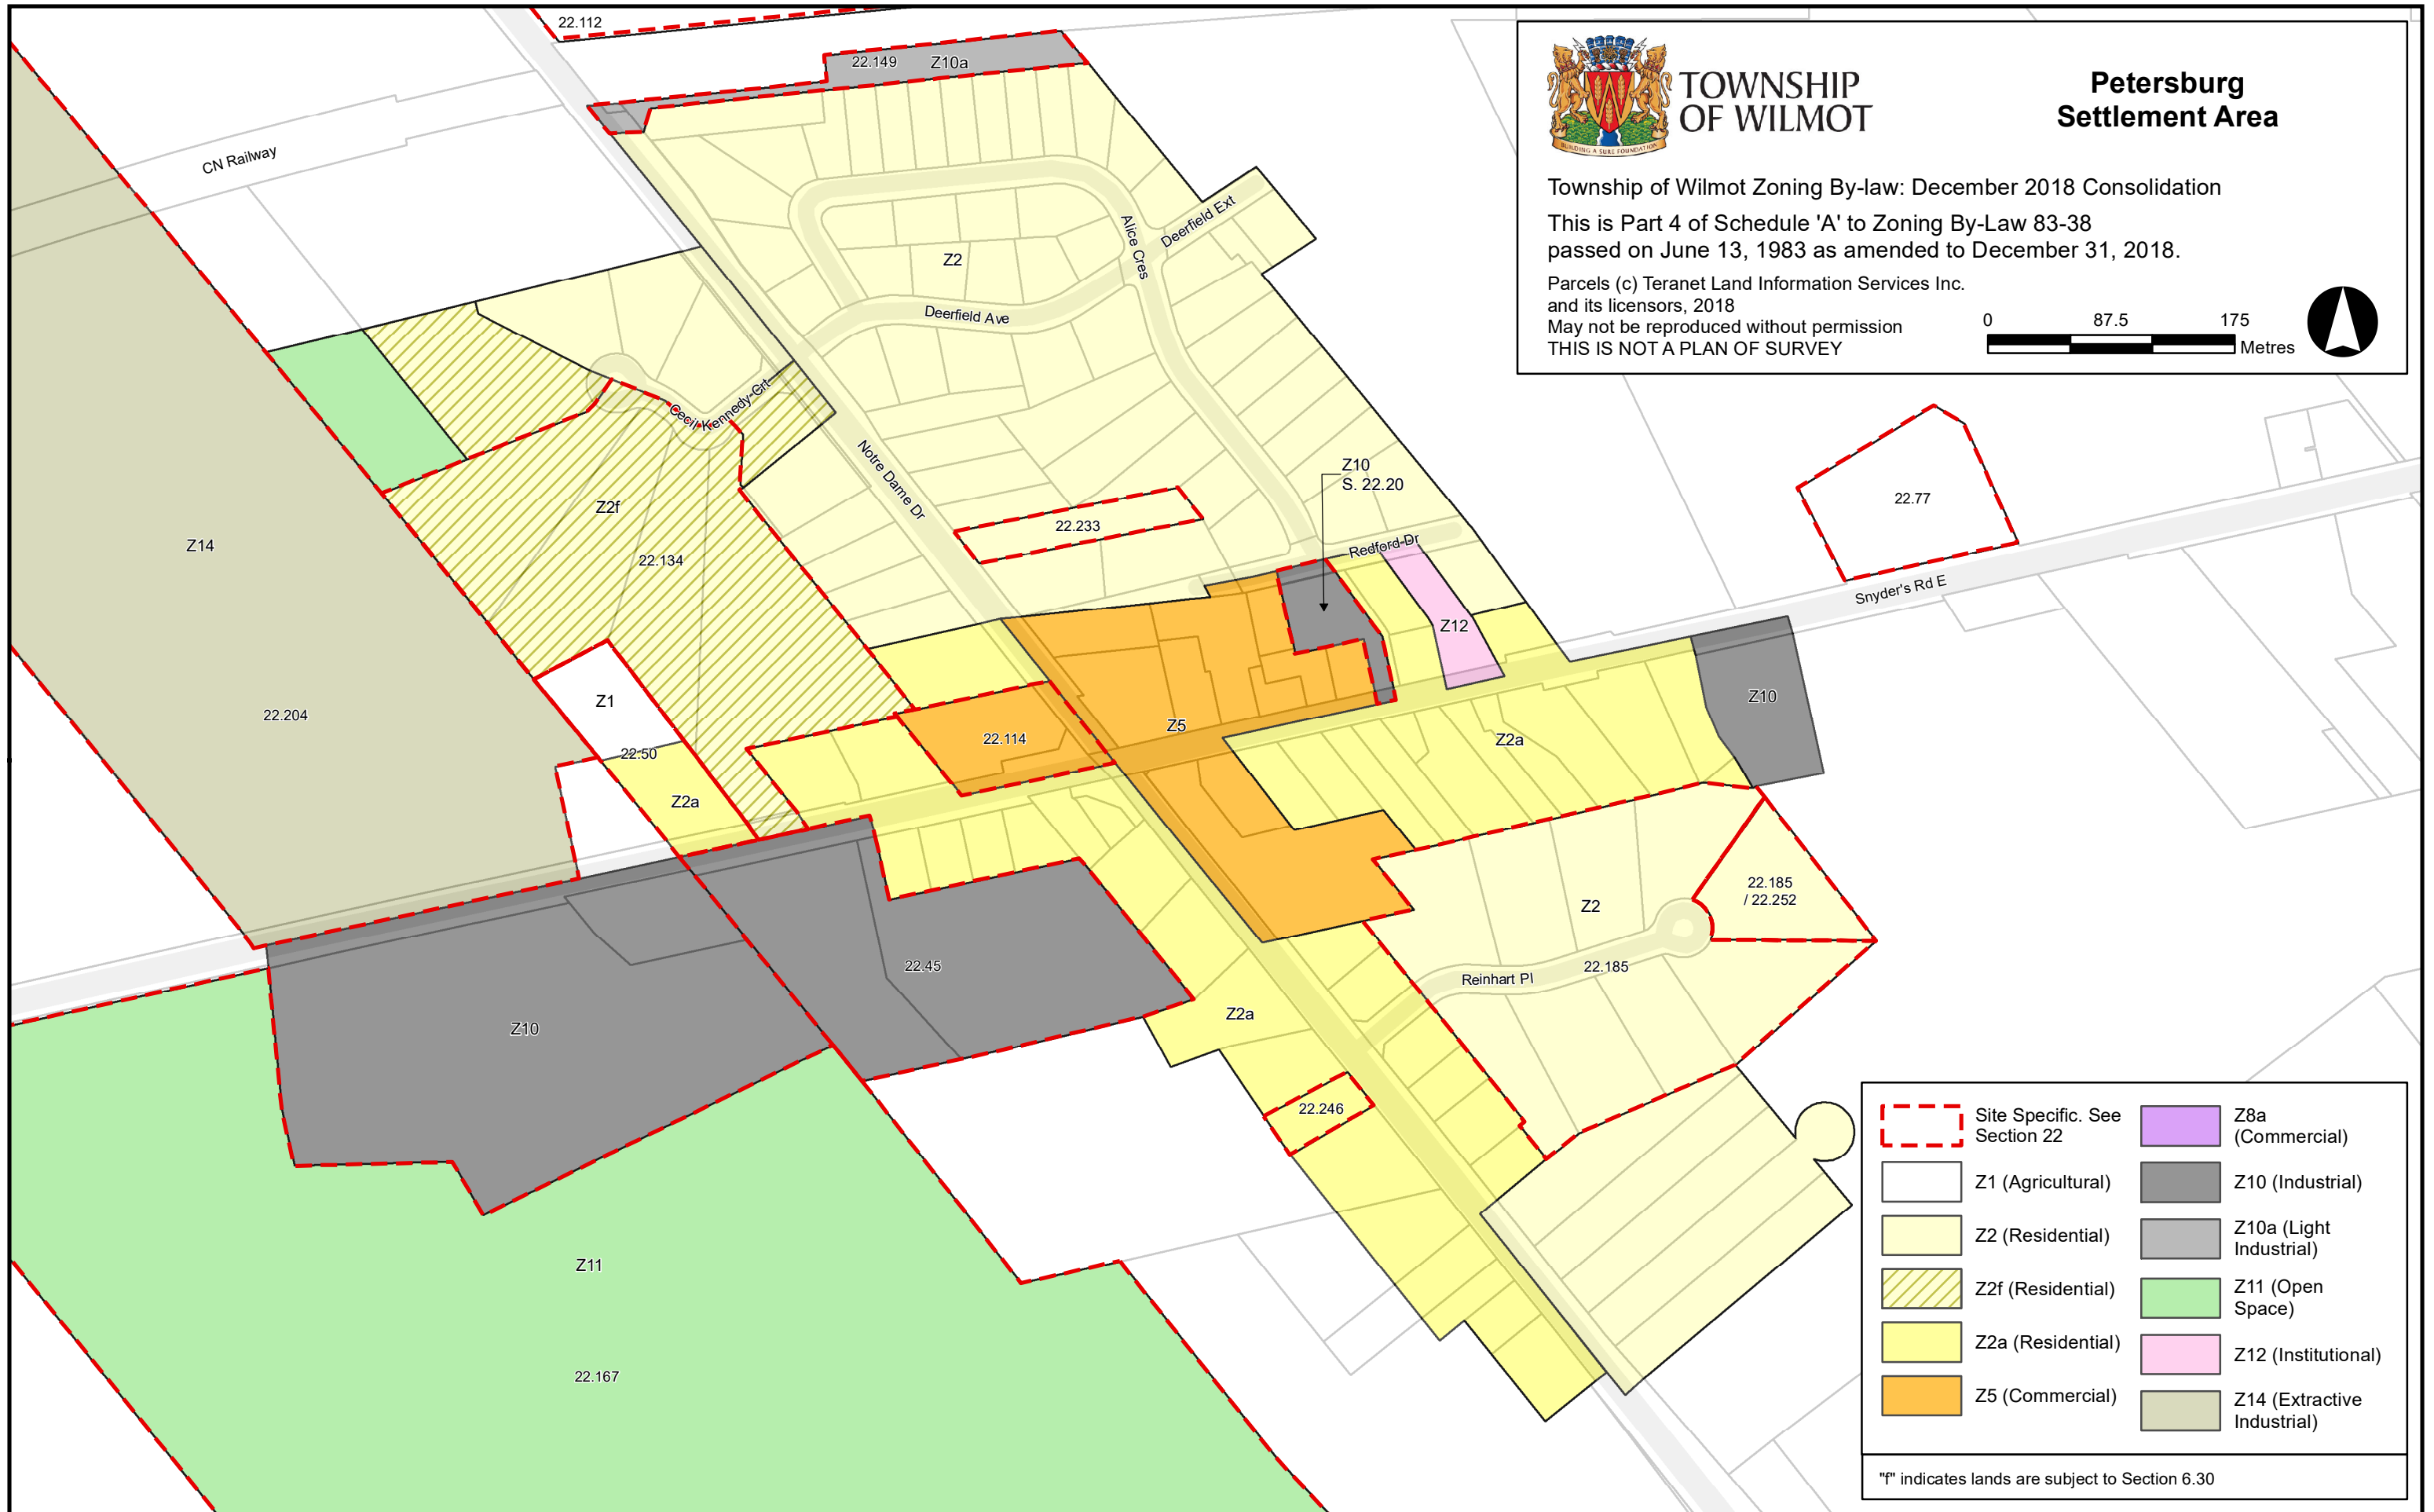 22.112
22.149
Z10a
TOWNSHIP
OF WILMOT
BUILDING A SURE FOUNDATION
Petersburg
Settlement Area
Township of Wilmot Zoning By-law: December 2018 Consolidation
This is Part 4 of Schedule 'A' to Zoning By-Law 83-38
passed on June 13, 1983 as amended to December 31, 2018.
Parcels (c) Teranet Land Information Services Inc.
and its licensors, 2018
May not be reproduced without permission
THIS IS NOT A PLAN OF SURVEY
0 87.5 175
Metres
CN Railway
Alice Cres
Deerfield Ext
Z2
Deerfield Ave
Cecil Kennedy Crt
Notre Dame Dr
Z10
S. 22.20
22.77
Z2f
22.233
Z14
22.134
Redford Dr
Snyder's Rd E
Z12
Z1
Z10
22.204
22.114
Z5
Z2a
22.50
Z2a
22.185
/ 22.252
Z2
22.45
22.185
Reinhart Pl
Z10
Z2a
22.246
Z11
22.167
Site Specific. See
Section 22
Z1 (Agricultural)
Z2 (Residential)
Z2f (Residential)
Z2a (Residential)
Z5 (Commercial)
Z8a
(Commercial)
Z10 (Industrial)
Z10a (Light
Industrial)
Z11 (Open
Space)
Z12 (Institutional)
Z14 (Extractive
Industrial)
"f" indicates lands are subject to Section 6.30